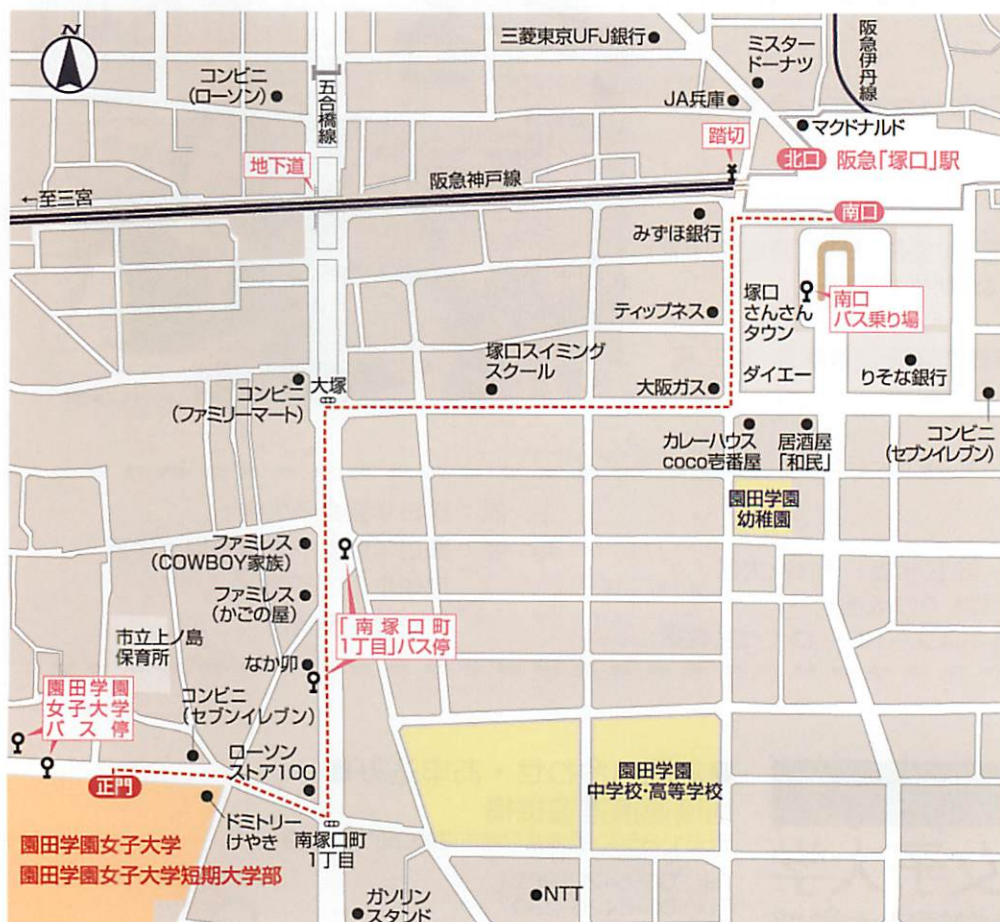 N
三菱東京UFJ銀行
ミスター
ドーナツ
阪急伊丹線
コンビニ
(ローソン)
五合橋線
JA兵庫
マクドナルド
踏切
北口
阪急「塚口」駅
地下道
阪急神戸線
←至三宮
南口
みずほ銀行
塚口
さんさん
タウン
南口
バス乗り場
ティップネス
塚口スイミング
スクール
大阪ガス
ダイエー
りそな銀行
コンビニ
(ファミリーマート)
大塚
カレーハウス
coco壱番屋
居酒屋
「和民」
コンビニ
(セブンイレブン)
園田学園
幼稚園
ファミレス
(COWBOY家族)
ファミレス
(かごの屋)
「南塚口町
1丁目」バス停
市立上ノ島
保育所
なか卯
園田学園
女子大学
バス停
コンビニ
(セブンイレブン)
ローソン
ストア100
正門
園田学園
中学校・高等学校
ドミトリー
けやき
南塚口町
1丁目
園田学園女子大学
園田学園女子大学短期大学部
ガソリン
スタンド
NTT